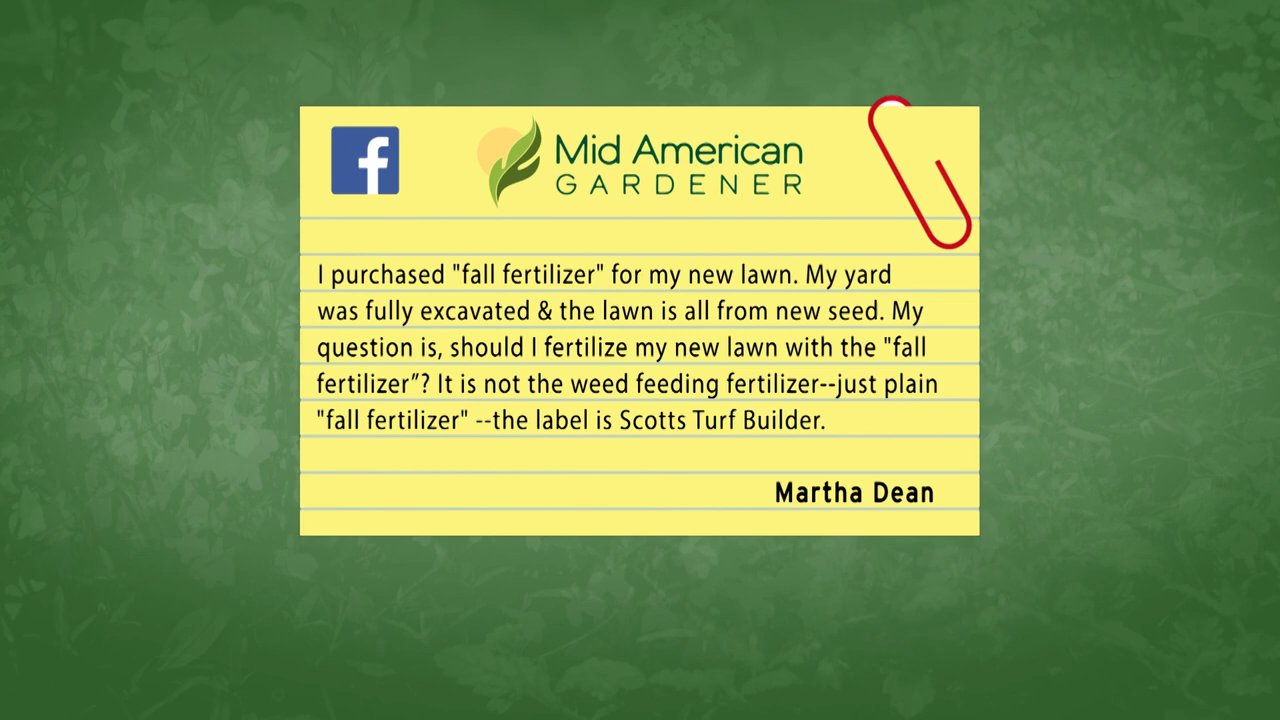 f
Mid American
GARDENER
I purchased "fall fertilizer" for my new lawn. My yard
was fully excavated & the lawn is all from new seed. My
question is, should I fertilize my new lawn with the "fall
fertilizer”? It is not the weed feeding fertilizer--just plain
"fall fertilizer" --the label is Scotts Turf Builder.
Martha Dean